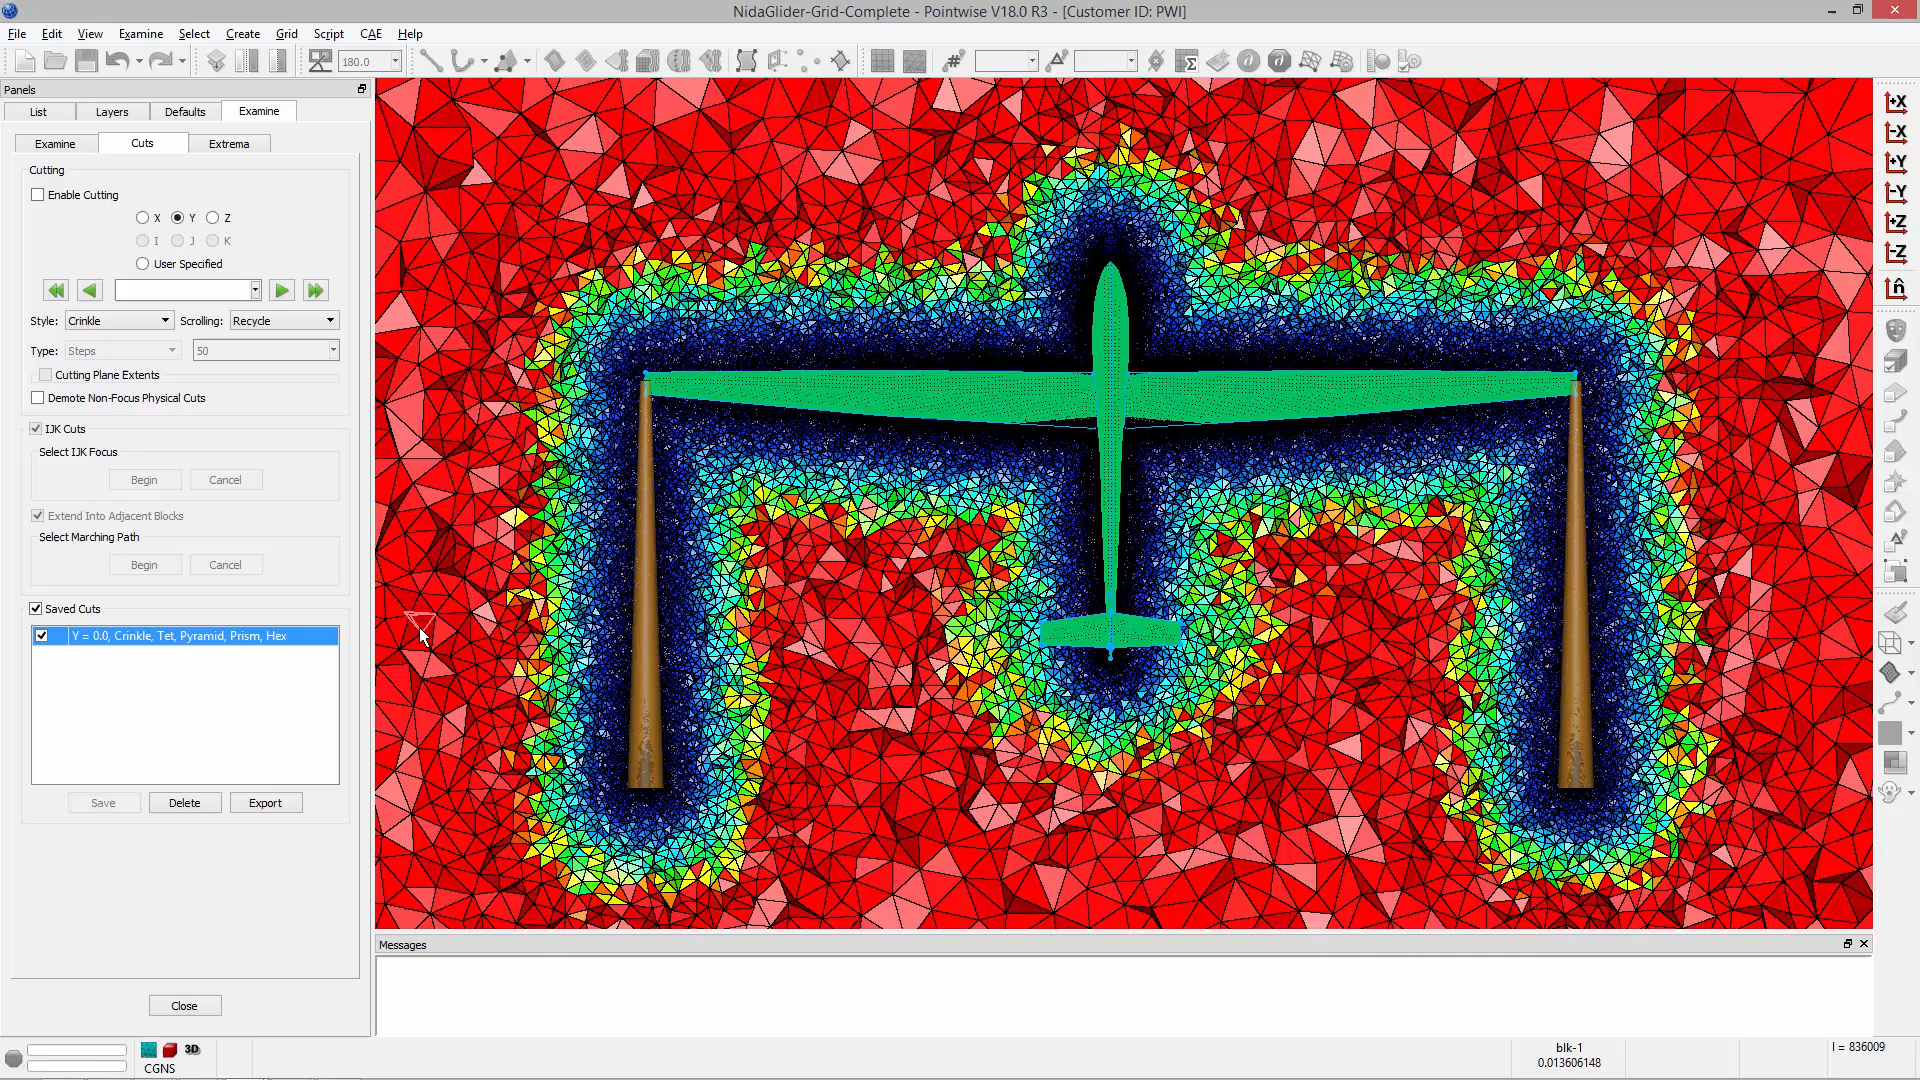 NidaGlider-Grid-Complete - Pointwise V18.0 R3 - [Customer ID: PWI]
File Edit View Examine Select Create Grid Script CAE Help
180.0
Panels
List Layers Defaults Examine
Examine Cuts Extrema
Cutting
Enable Cutting
X Y Z
I J K
User Specified
Style: Crinkle Scrolling: Recycle
Type: Steps 50
Cutting Plane Extents
Demote Non-Focus Physical Cuts
IJK Cuts
Select IJK Focus
Begin Cancel
Extend Into Adjacent Blocks
Select Marching Path
Begin Cancel
Saved Cuts
Y = 0.0, Crinkle, Tet, Pyramid, Prism, Hex
Save Delete Export
Close
+X
-X
+Y
-Y
+Z
-Z
n̂
Messages
3D
CGNS
blk-1
0.013606148
I = 836009